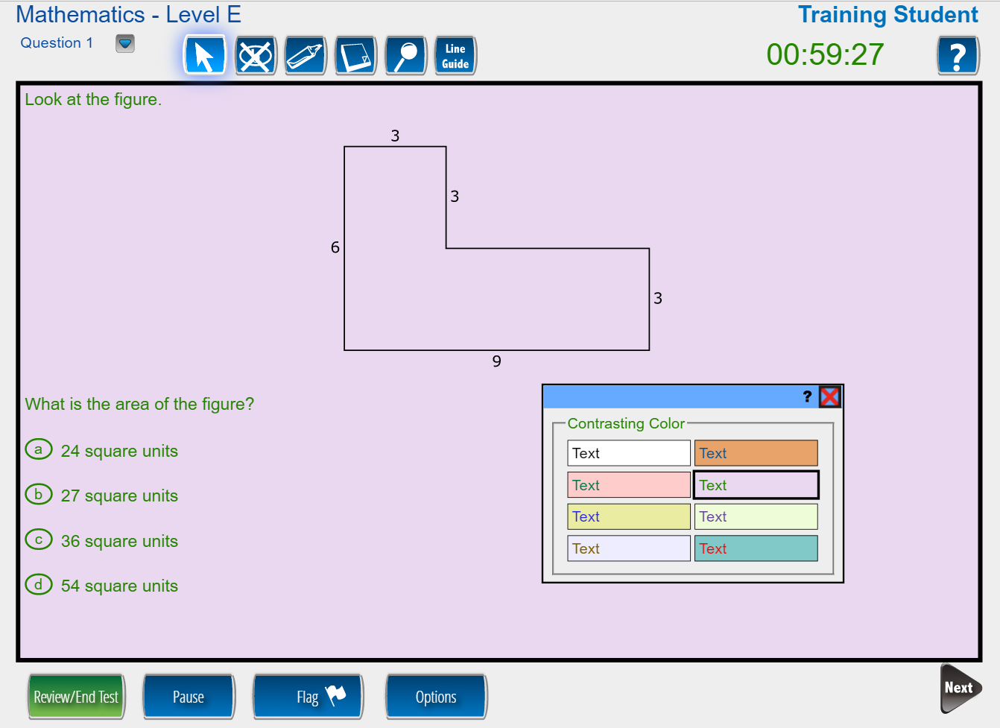 Mathematics - Level E
Training Student
Question 1
Line
Guide
00:59:27
?
Look at the figure.
3
3
6
3
9
What is the area of the figure?
a 24 square units
b 27 square units
c 36 square units
d 54 square units
?
Contrasting Color
Text Text
Text Text
Text Text
Text Text
Review/End Test
Pause
Flag
Options
Next